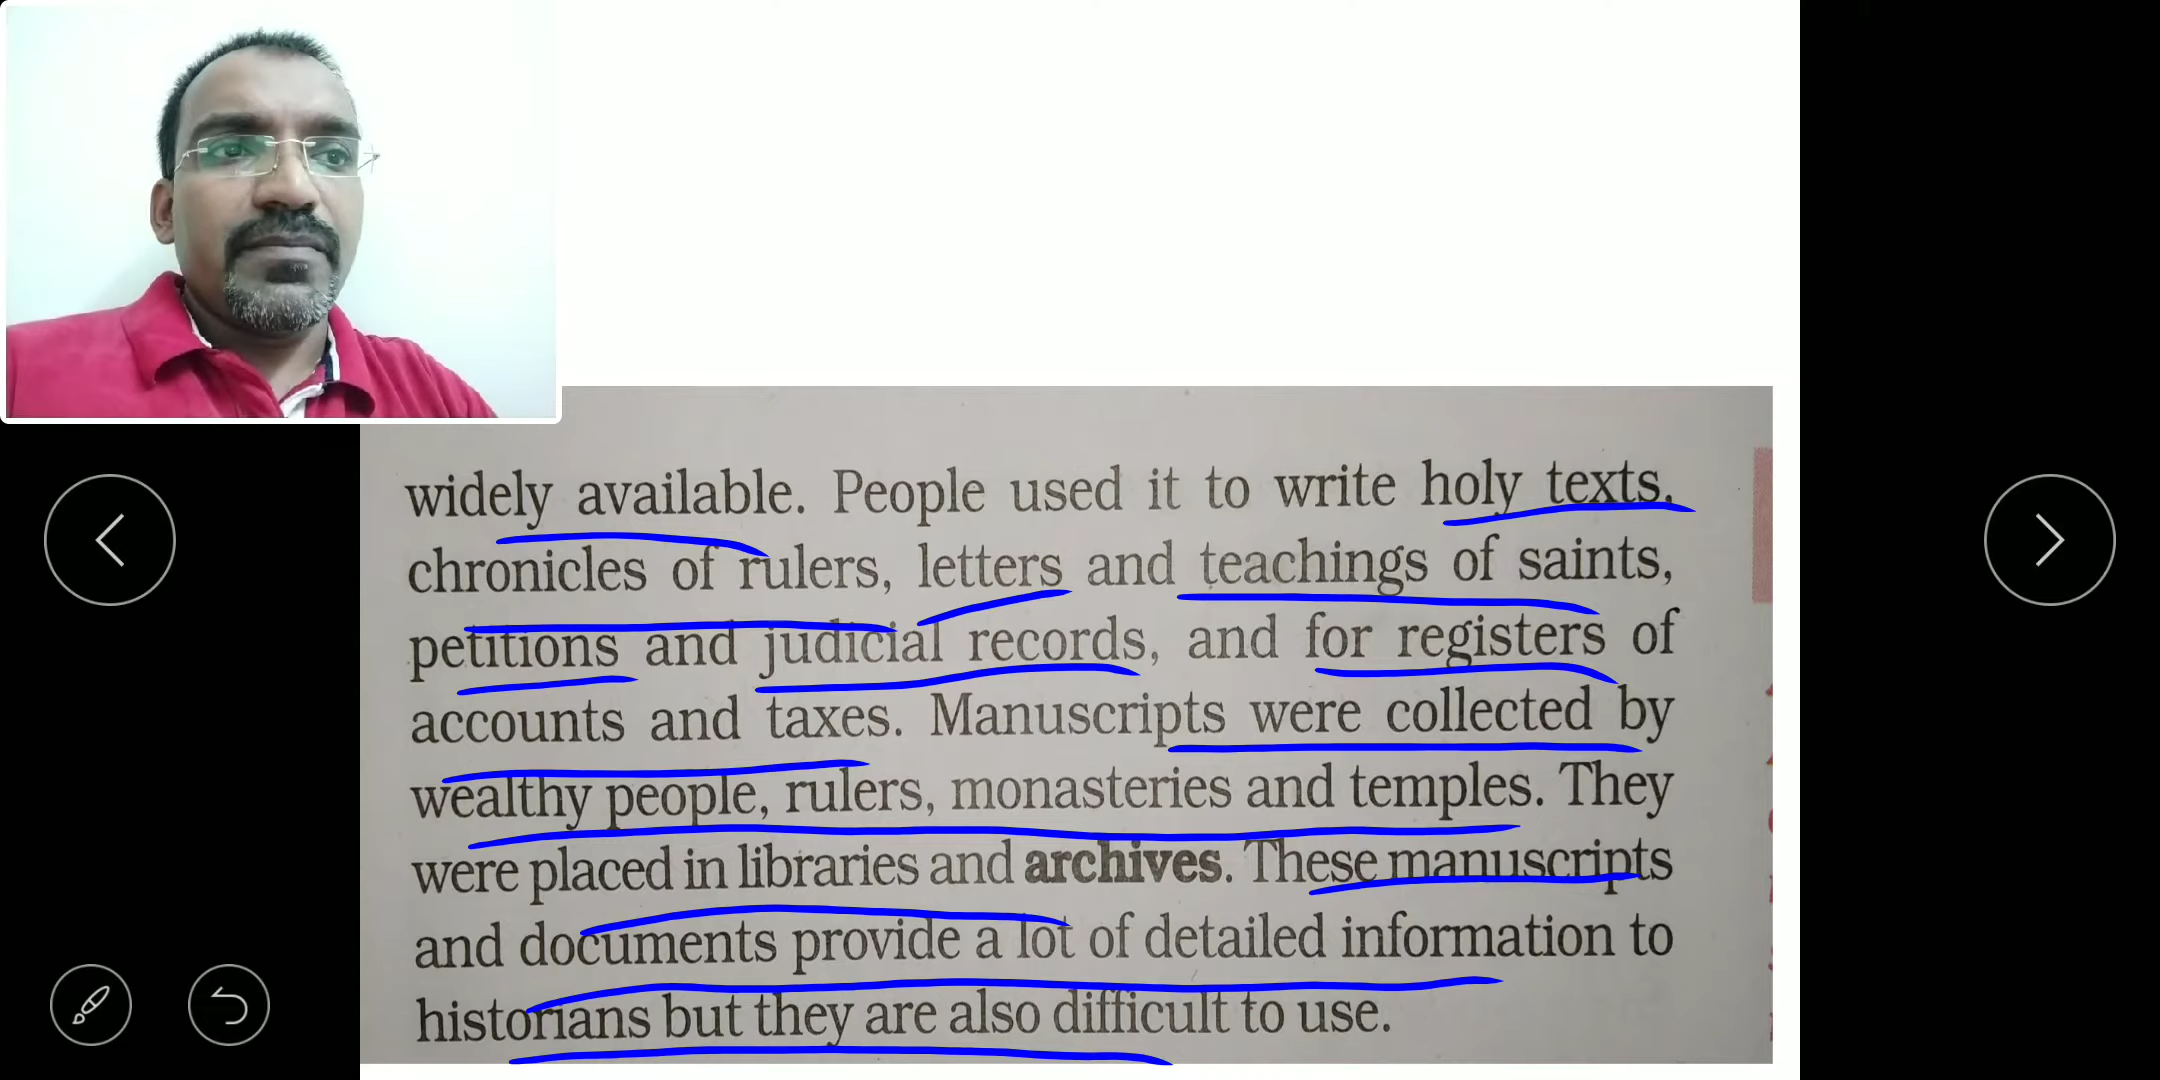 widely available. People used it to write holy texts,
chronicles of rulers, letters and teachings of saints,
petitions and judicial records, and for registers of
accounts and taxes. Manuscripts were collected by
wealthy people, rulers, monasteries and temples. They
were placed in libraries and archives. These manuscripts
and documents provide a lot of detailed information to
historians but they are also difficult to use.